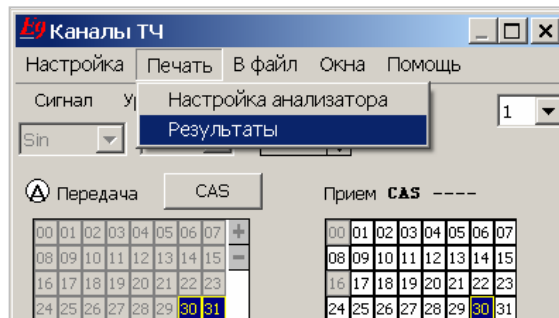 Каналы ТЧ
Настройка Печать В файл Окна Помощь
Сигнал
Настройка анализатора
1
Результаты
Sin
A Передача CAS Прием CAS ----
00 01 02 03 04 05 06 07 + 00 01 02 03 04 05 06 07
08 09 10 11 12 13 14 15 - 08 09 10 11 12 13 14 15
16 17 18 19 20 21 22 23 16 17 18 19 20 21 22 23
24 25 26 27 28 29 30 31 24 25 26 27 28 29 30 31